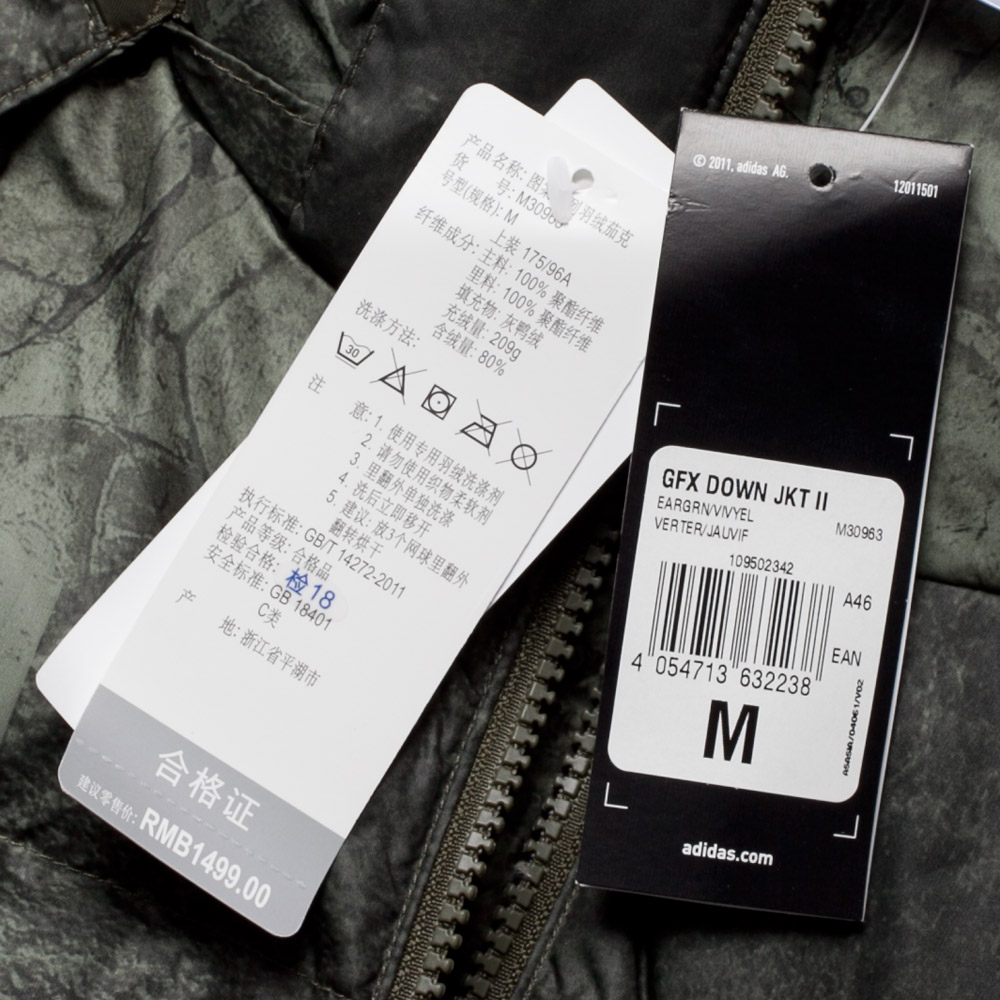 产品名称: 图 羽绒茄克
货 号: M30963
号型(规格): M
上装 175/96A
纤维成分: 主料: 100% 聚酯纤维
里料: 100% 聚酯纤维
填充物: 灰鸭绒
充绒量: 209g
含绒量: 80%
洗涤方法:
30
注 意: 1. 使用专用羽绒洗涤剂
2. 请勿使用织物柔软剂
3. 里翻外单独洗涤
4. 洗后立即移开
5. 建议: 放3个网球里翻外
翻转烘干
执行标准: GB/T 14272-2011
产品等级: 合格品
检验合格: 检18
安全标准: GB 18401
C类
产 地: 浙江省平湖市
合格证
建议零售价: RMB1499.00
© 2011, adidas AG.
12011501
GFX DOWN JKT II
EARGRN/VIVYEL
VERTER/JAUVIF
M30963
109502342
A46
EAN
4 054713 632238
M
ASASIA/04061/V02
adidas.com